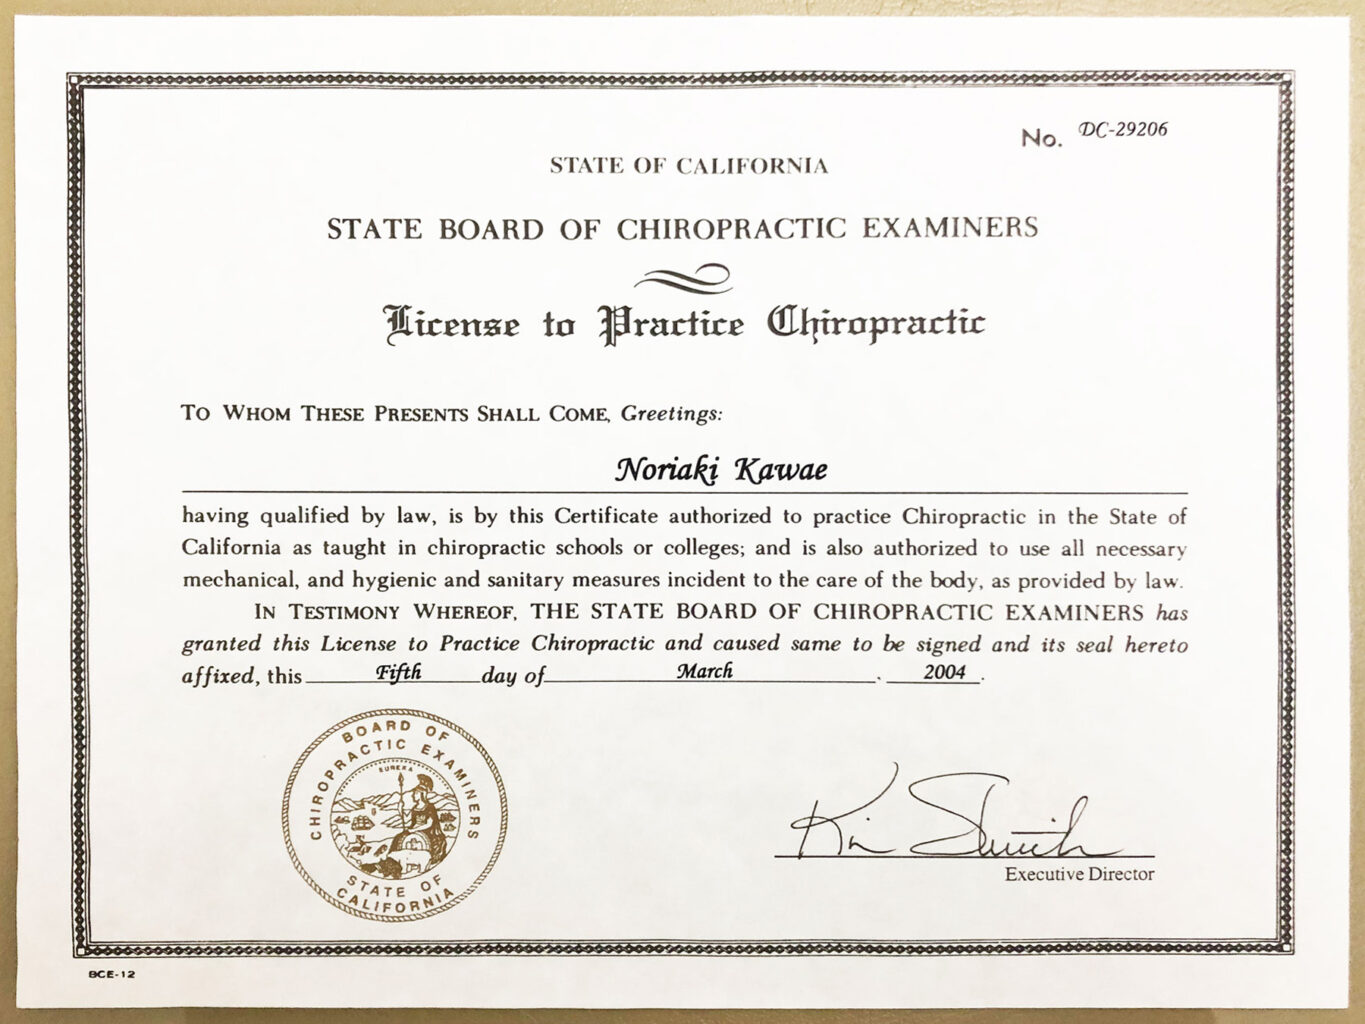 No. DC-29206
STATE OF CALIFORNIA
STATE BOARD OF CHIROPRACTIC EXAMINERS
License to Practice Chiropractic
TO WHOM THESE PRESENTS SHALL COME, Greetings:
Noriaki Kawae
having qualified by law, is by this Certificate authorized to practice Chiropractic in the State of
California as taught in chiropractic schools or colleges; and is also authorized to use all necessary
mechanical, and hygienic and sanitary measures incident to the care of the body, as provided by law.
IN TESTIMONY WHEREOF, THE STATE BOARD OF CHIROPRACTIC EXAMINERS has
granted this License to Practice Chiropractic and caused same to be signed and its seal hereto
affixed, this Fifth day of March, 2004.
BOARD OF
CHIROPRACTIC EXAMINERS
EUREKA
STATE OF
CALIFORNIA
Kim
Executive Director
BCE-12